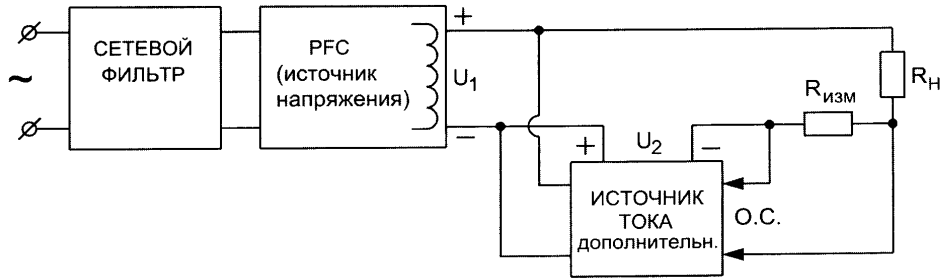 СЕТЕВОЙ
ФИЛЬТР
~
PFC
(источник
напряжения)
+
U1
−
Rн
Rизм
+
U2
−
ИСТОЧНИК
ТОКА
дополнительн.
О.С.